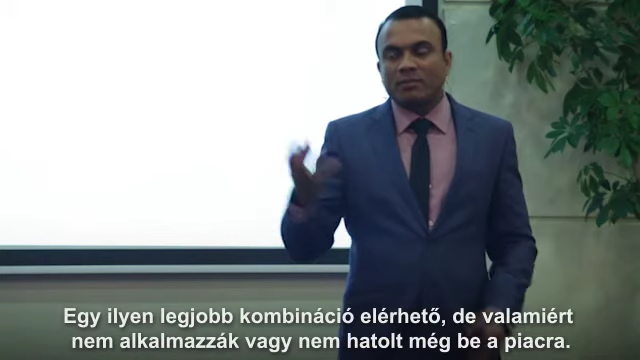 Egy ilyen legjobb kombináció elérhető, de valamiért
nem alkalmazzák vagy nem hatolt még be a piacra.